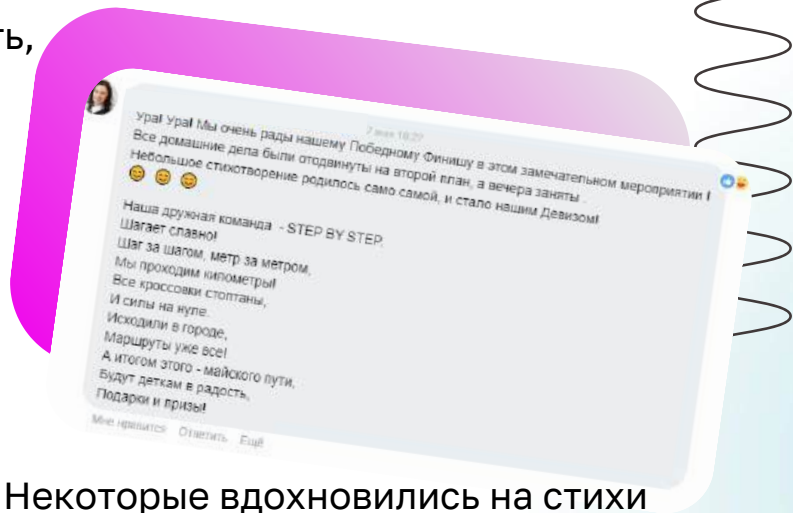 ть,
7 мая 18:27
Ура! Ура! Мы очень рады нашему Победному Финишу в этом замечательном мероприятии !
Все домашние дела были отодвинуты на второй план, а вечера заняты .
Небольшое стихотворение родилось само самой, и стало нашим Девизом!
Наша дружная команда - STEP BY STEP,
Шагает славно!
Шаг за шагом, метр за метром,
Мы проходим километры!
Все кроссовки стоптаны,
И силы на нуле.
Исходили в городе,
Маршруты уже все!
А итогом этого - майского пути,
Будут деткам в радость,
Подарки и призы!
Мне нравится Ответить Ещё
Некоторые вдохновились на стихи